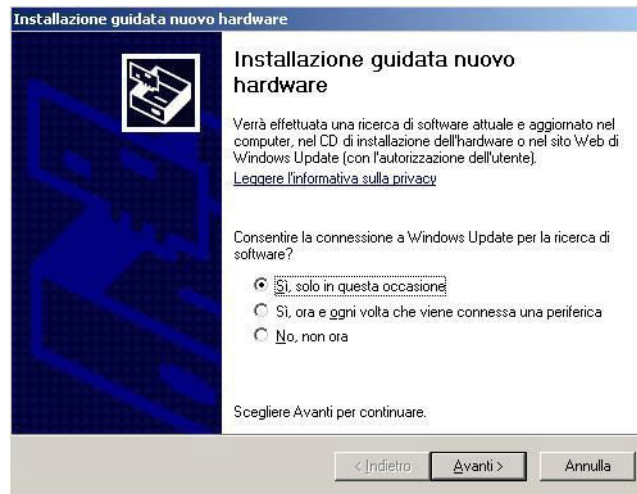 Installazione guidata nuovo hardware
Installazione guidata nuovo
hardware
Verrà effettuata una ricerca di software attuale e aggiornato nel
computer, nel CD di installazione dell'hardware o nel sito Web di
Windows Update (con l'autorizzazione dell'utente).
Leggere l'informativa sulla privacy
Consentire la connessione a Windows Update per la ricerca di
software?
Sì, solo in questa occasione
Sì, ora e ogni volta che viene connessa una periferica
No, non ora
Scegliere Avanti per continuare.
< Indietro Avanti > Annulla